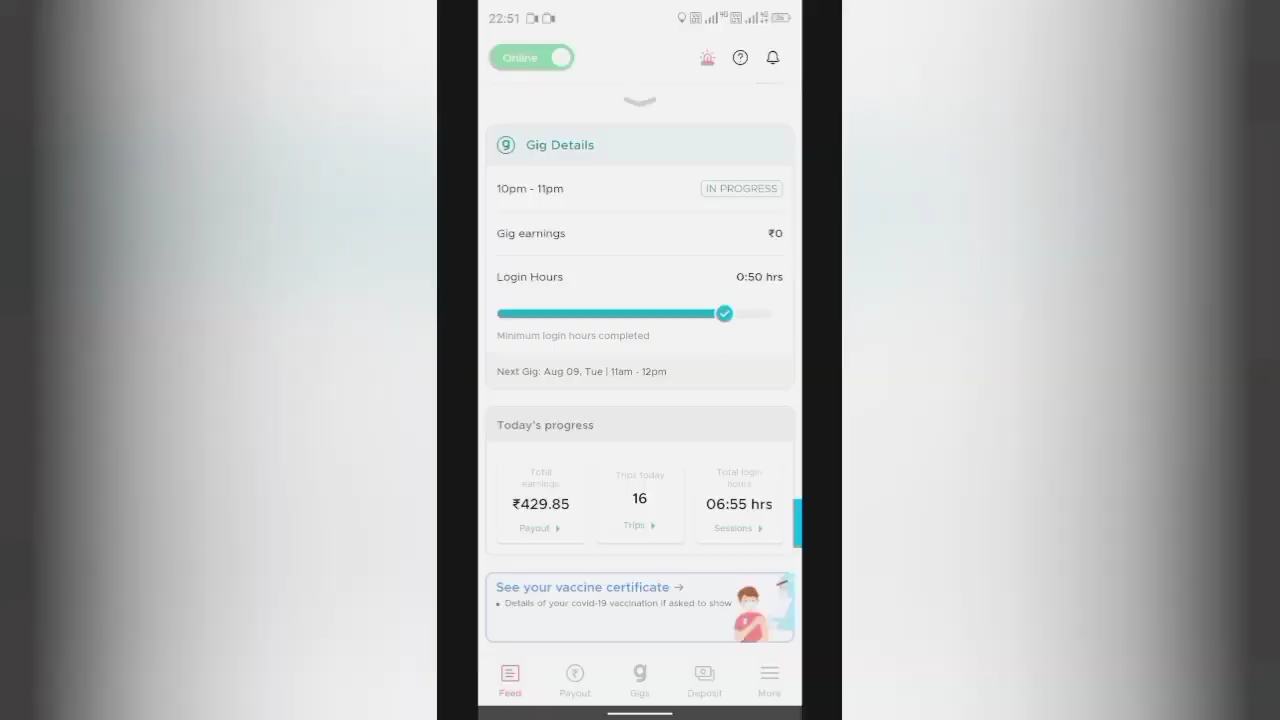 22:51
Online
g Gig Details
10pm - 11pm IN PROGRESS
Gig earnings ₹0
Login Hours 0:50 hrs
Minimum login hours completed
Next Gig: Aug 09, Tue | 11am - 12pm
Today's progress
Total earnings
₹429.85
Payout
Trips today
16
Trips
Total login hours
06:55 hrs
Sessions
See your vaccine certificate →
• Details of your covid-19 vaccination if asked to show
Feed Payout Gigs Deposit More